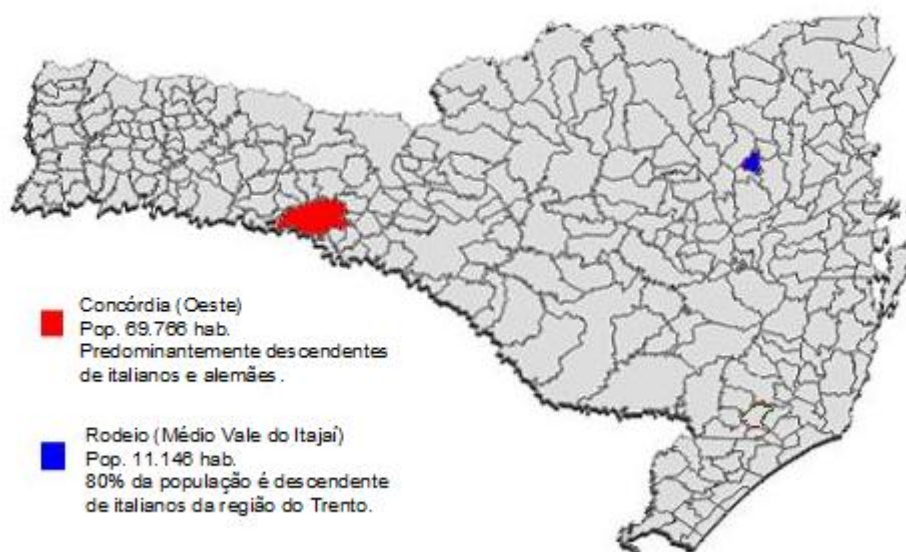 Concórdia (Oeste)
Pop. 69.766 hab.
Predominantemente descendentes
de italianos e alemães.
Rodeio (Médio Vale do Itajaí)
Pop. 11.146 hab.
80% da população é descendente
de italianos da região do Trento.